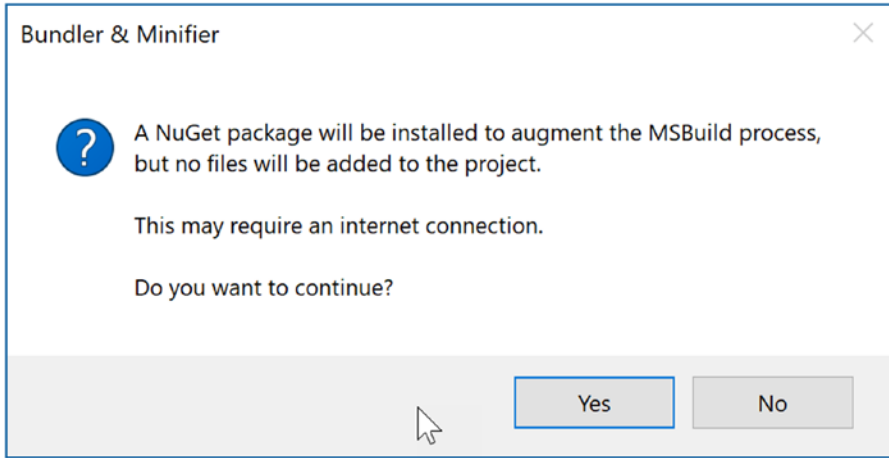 Bundler & Minifier
A NuGet package will be installed to augment the MSBuild process,
but no files will be added to the project.
This may require an internet connection.
Do you want to continue?
Yes
No